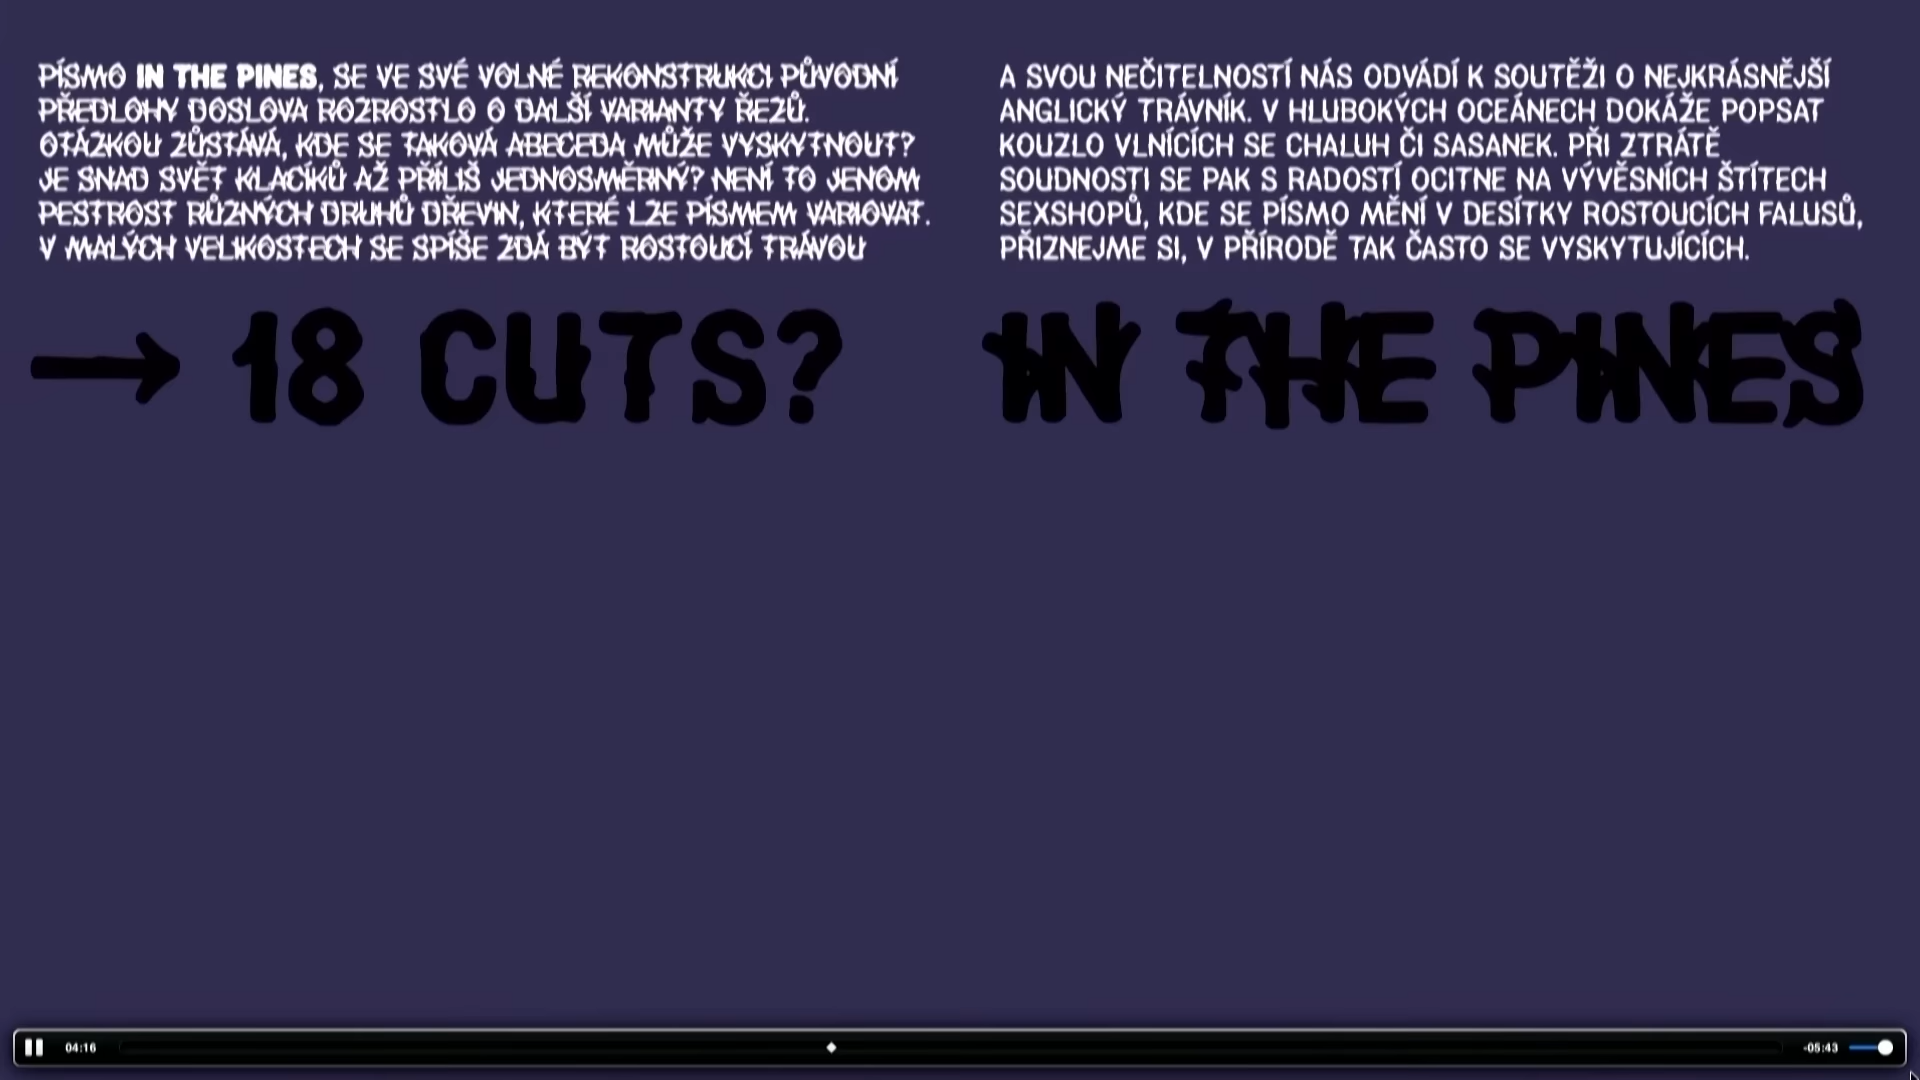 PÍSMO IN THE PINES, SE VE SVÉ VOLNÉ REKONSTRUKCI PŮVODNÍ
PŘEDLOHY DOSLOVA ROZROSTLO O DALŠÍ VARIANTY ŘEZŮ.
OTÁZKOU ZŮSTÁVÁ, KDE SE TAKOVÁ ABECEDA MŮŽE VYSKYTNOUT?
JE SNAD SVĚT KLACÍKŮ AŽ PŘÍLIŠ JEDNOSMĚRNÝ? NENÍ TO JENOM
PESTROST RŮZNÝCH DRUHŮ DŘEVIN, KTERÉ LZE PÍSMEM VARIOVAT.
V MALÝCH VELIKOSTECH SE SPÍŠE ZDÁ BÝT ROSTOUCÍ TRÁVOU
A SVOU NEČITELNOSTÍ NÁS ODVÁDÍ K SOUTĚŽI O NEJKRÁSNĚJŠÍ
ANGLICKÝ TRÁVNÍK. V HLUBOKÝCH OCEÁNECH DOKÁŽE POPSAT
KOUZLO VLNÍCÍCH SE CHALUH ČI SASANEK. PŘI ZTRÁTĚ
SOUDNOSTI SE PAK S RADOSTÍ OCITNE NA VÝVĚSNÍCH ŠTÍTECH
SEXSHOPŮ, KDE SE PÍSMO MĚNÍ V DESÍTKY ROSTOUCÍCH FALUSŮ,
PŘIZNEJME SI, V PŘÍRODĚ TAK ČASTO SE VYSKYTUJÍCÍCH.
→ 18 CUTS?
IN THE PINES
04:16
-05:43